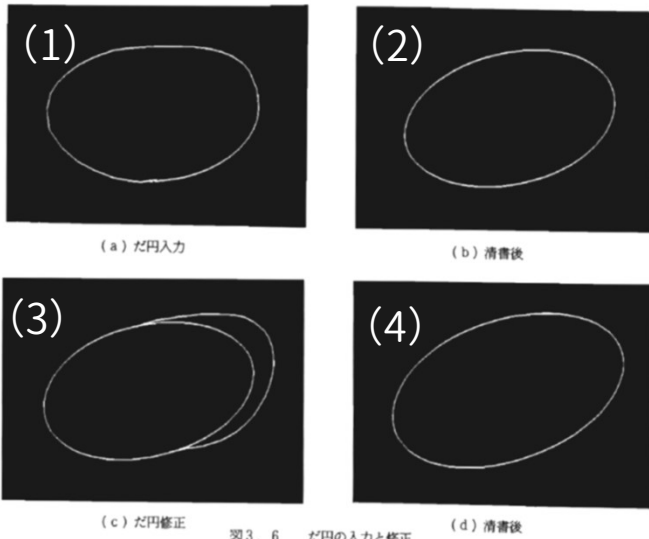 (1)
(2)
(a) だ円入力
(b) 清書後
(3)
(4)
(c) だ円修正
(d) 清書後
図3.6 だ円の入力と修正